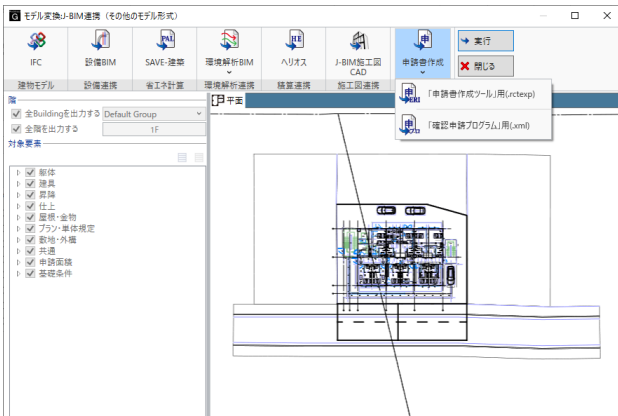 モデル変換:J-BIM連携（その他のモデル形式）
IFC
設備BIM
SAVE-建築
環境解析BIM
ヘリオス
J-BIM施工図
CAD
申請書作成
実行
閉じる
建物モデル
設備連携
省エネ計算
環境解析連携
積算連携
施工図連携
「申請書作成ツール」用(.rctexp)
「確認申請プログラム」用(.xml)
階
全Buildingを出力する
Default Group
全階を出力する
1F
平面
対象要素
躯体
建具
昇降
仕上
屋根・金物
プラン・単体規定
敷地・外構
共通
申請面積
基礎条件